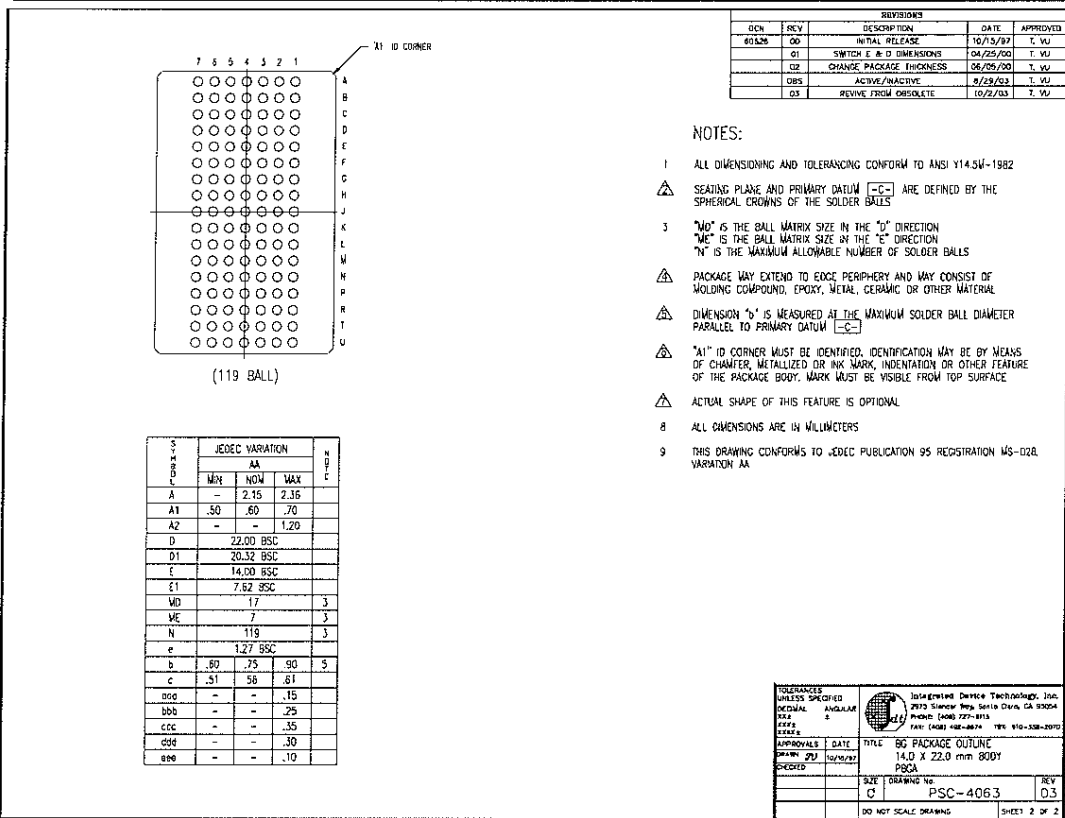 REVISIONS
DCN REV DESCRIPTION DATE APPROVED
60528 00 INITIAL RELEASE 10/15/97 T. VU
01 SWITCH E & D DIMENSIONS 04/25/00 T. VU
02 CHANGE PACKAGE THICKNESS 06/05/00 T. VU
OBS ACTIVE/INACTIVE 8/29/03 T. VU
03 REVIVE FROM OBSOLETE 10/2/03 T. VU
A1 ID CORNER
7 6 5 4 3 2 1
A
B
C
D
E
F
G
H
J
K
L
M
N
P
R
T
U
(119 BALL)
NOTES:
1 ALL DIMENSIONING AND TOLERANCING CONFORM TO ANSI Y14.5M-1982
2 SEATING PLANE AND PRIMARY DATUM -C- ARE DEFINED BY THE
SPHERICAL CROWNS OF THE SOLDER BALLS
3 "MD" IS THE BALL MATRIX SIZE IN THE "D" DIRECTION
"ME" IS THE BALL MATRIX SIZE IN THE "E" DIRECTION
"N" IS THE MAXIMUM ALLOWABLE NUMBER OF SOLDER BALLS
4 PACKAGE MAY EXTEND TO EDGE PERIPHERY AND MAY CONSIST OF
MOLDING COMPOUND, EPOXY, METAL, CERAMIC OR OTHER MATERIAL
5 DIMENSION "b" IS MEASURED AT THE MAXIMUM SOLDER BALL DIAMETER
PARALLEL TO PRIMARY DATUM -C-
6 "A1" ID CORNER MUST BE IDENTIFIED. IDENTIFICATION MAY BE BY MEANS
OF CHAMFER, METALLIZED OR INK MARK, INDENTATION OR OTHER FEATURE
OF THE PACKAGE BODY. MARK MUST BE VISIBLE FROM TOP SURFACE
7 ACTUAL SHAPE OF THIS FEATURE IS OPTIONAL
8 ALL DIMENSIONS ARE IN MILLIMETERS
9 THIS DRAWING CONFORMS TO JEDEC PUBLICATION 95 REGISTRATION MS-028,
VARIATION AA
SYMBOL JEDEC VARIATION NOTE
AA
MIN NOM MAX
A - 2.15 2.36
A1 .50 .60 .70
A2 - - 1.20
D 22.00 BSC
D1 20.32 BSC
E 14.00 BSC
E1 7.62 BSC
MD 17 3
ME 7 3
N 119 3
e 1.27 BSC
b .60 .75 .90 5
c .51 .56 .61
aaa - - .15
bbb - - .25
ccc - - .35
ddd - - .30
eee - - .10
TOLERANCES
UNLESS SPECIFIED
DECIMAL ANGULAR
XX± ±
XXX±
XXXX±
Integrated Device Technology, Inc.
2975 Stender Way, Santa Clara, CA 95054
PHONE: (408) 727-6115
idt
APPROVALS DATE
DRAWN 10/15/97
CHECKED
TITLE BG PACKAGE OUTLINE
14.0 X 22.0 mm BODY
PBGA
SIZE DRAWING No. REV
C PSC-4063 03
DO NOT SCALE DRAWING SHEET 2 OF 2